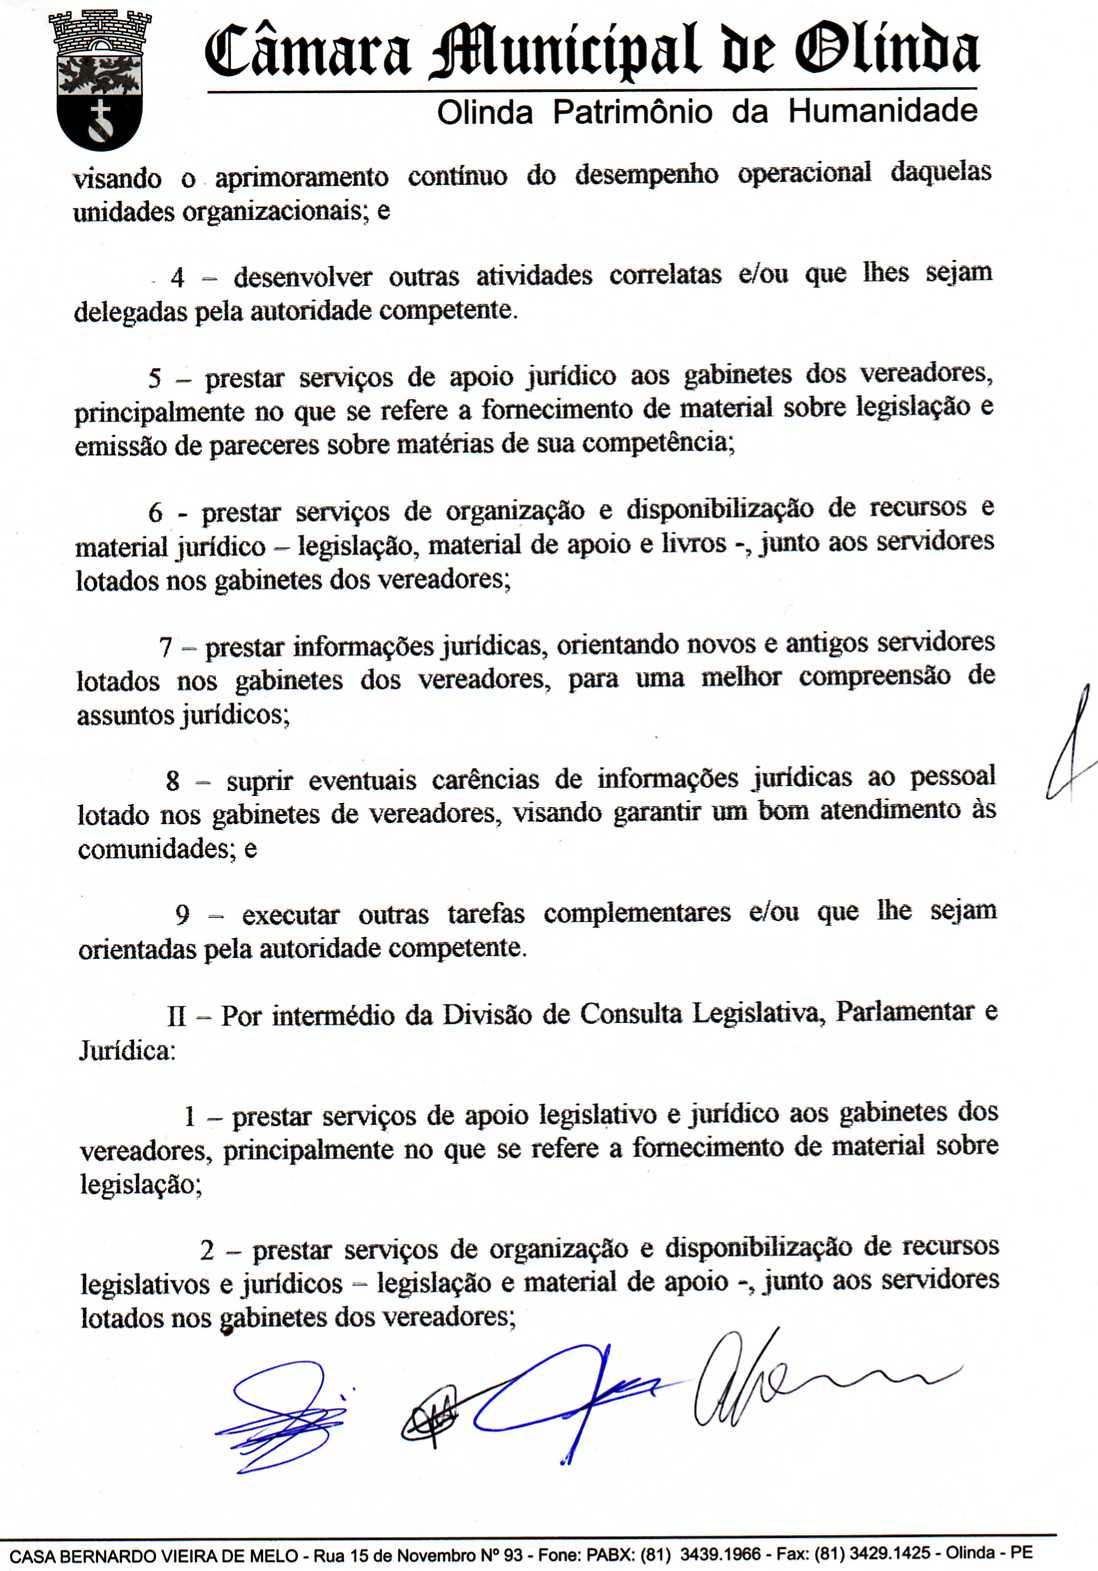 Câmara Municipal de Olinda
Olinda Patrimônio da Humanidade
visando o aprimoramento contínuo do desempenho operacional daquelas
unidades organizacionais; e
4 – desenvolver outras atividades correlatas e/ou que lhes sejam
delegadas pela autoridade competente.
5 – prestar serviços de apoio jurídico aos gabinetes dos vereadores,
principalmente no que se refere a fornecimento de material sobre legislação e
emissão de pareceres sobre matérias de sua competência;
6 - prestar serviços de organização e disponibilização de recursos e
material jurídico – legislação, material de apoio e livros -, junto aos servidores
lotados nos gabinetes dos vereadores;
7 – prestar informações jurídicas, orientando novos e antigos servidores
lotados nos gabinetes dos vereadores, para uma melhor compreensão de
assuntos jurídicos;
8 – suprir eventuais carências de informações jurídicas ao pessoal
lotado nos gabinetes de vereadores, visando garantir um bom atendimento às
comunidades; e
9 – executar outras tarefas complementares e/ou que lhe sejam
orientadas pela autoridade competente.
II – Por intermédio da Divisão de Consulta Legislativa, Parlamentar e
Jurídica:
1 – prestar serviços de apoio legislativo e jurídico aos gabinetes dos
vereadores, principalmente no que se refere a fornecimento de material sobre
legislação;
2 – prestar serviços de organização e disponibilização de recursos
legislativos e jurídicos – legislação e material de apoio -, junto aos servidores
lotados nos gabinetes dos vereadores;
CASA BERNARDO VIEIRA DE MELO - Rua 15 de Novembro Nº 93 - Fone: PABX: (81) 3439.1966 - Fax: (81) 3429.1425 - Olinda - PE